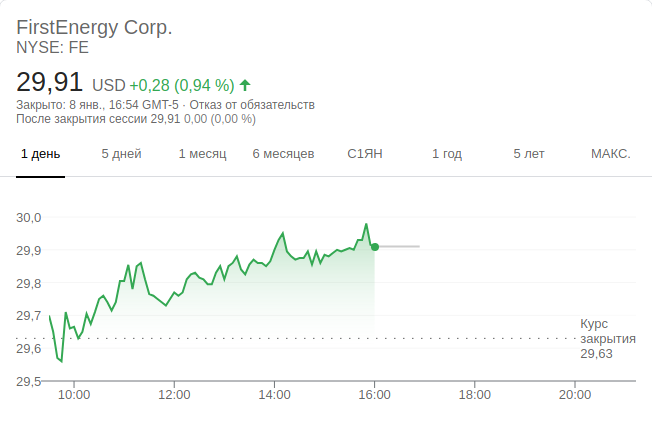 FirstEnergy Corp.
NYSE: FE
29,91 USD +0,28 (0,94 %)
Закрыто: 8 янв., 16:54 GMT-5 · Отказ от обязательств
После закрытия сессии 29,91 0,00 (0,00 %)
1 день 5 дней 1 месяц 6 месяцев С1ЯН 1 год 5 лет МАКС.
30,0
29,9
29,8
29,7
29,6
29,5
Курс
закрытия
29,63
10:00 12:00 14:00 16:00 18:00 20:00